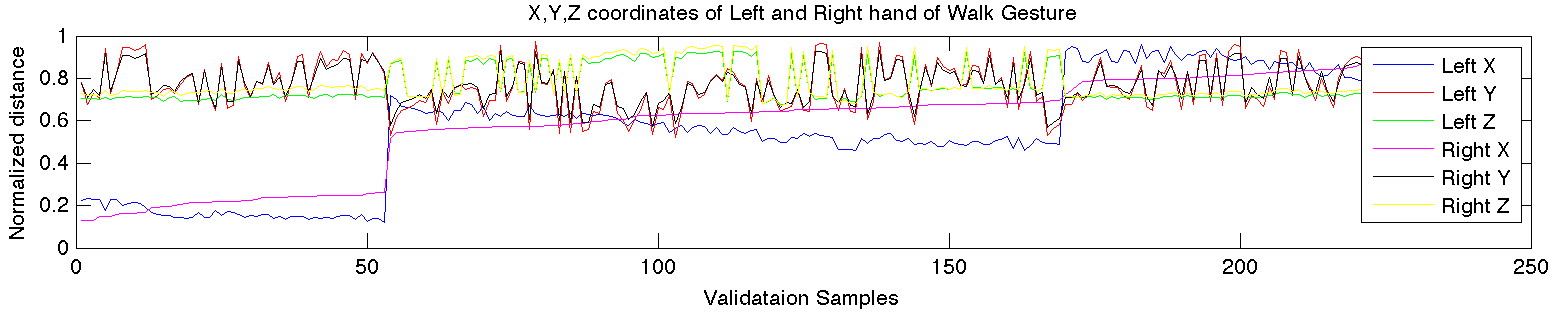 X,Y,Z coordinates of Left and Right hand of Walk Gesture
Normalized distance
1
0.8
0.6
0.4
0.2
0
0
50
100
150
200
250
Validataion Samples
Left X
Left Y
Left Z
Right X
Right Y
Right Z